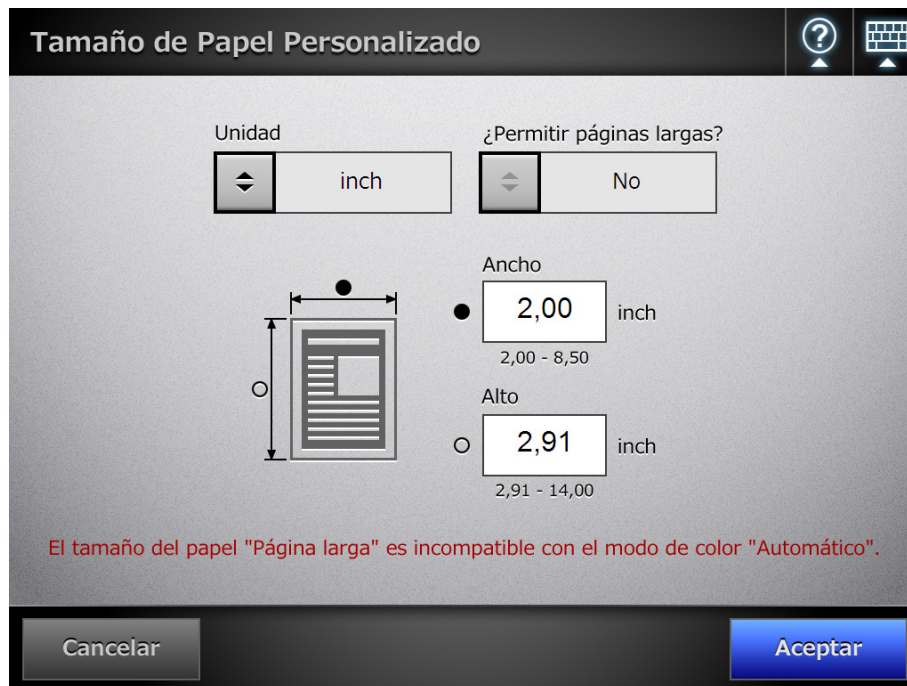 Tamaño de Papel Personalizado
?
Unidad
¿Permitir páginas largas?
inch
No
Ancho
2,00 inch
2,00 - 8,50
Alto
2,91 inch
2,91 - 14,00
El tamaño del papel "Página larga" es incompatible con el modo de color "Automático".
Cancelar
Aceptar